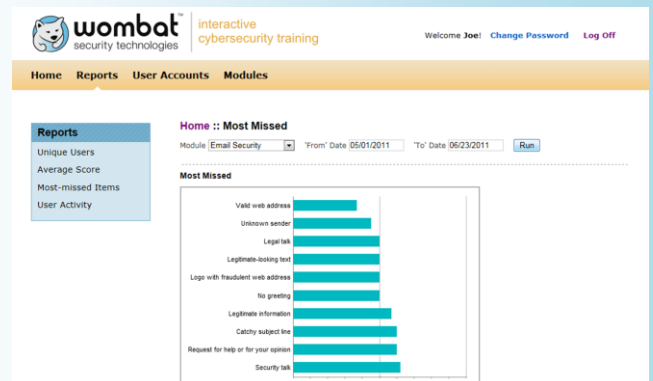 wombat™
security technologies
interactive
cybersecurity training
Welcome Joe! Change Password Log Off
Home Reports User Accounts Modules
Reports
Unique Users
Average Score
Most-missed Items
User Activity
Home :: Most Missed
Module Email Security 'From' Date 05/01/2011 'To' Date 06/23/2011 Run
Most Missed
Valid web address
Unknown sender
Legal talk
Legitimate-looking text
Logo with fraudulent web address
No greeting
Legitimate information
Catchy subject line
Request for help or for your opinion
Security talk